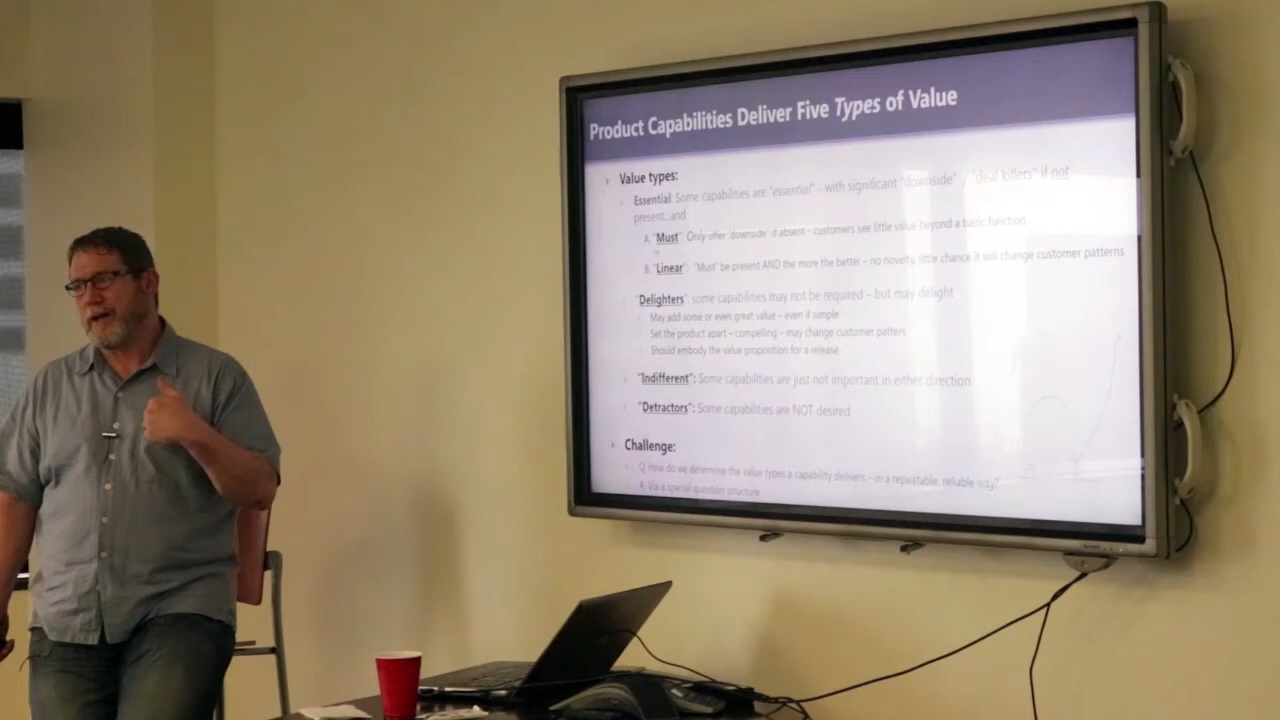 Product Capabilities Deliver Five Types of Value
Value types:
Essential: Some capabilities are "essential" - with significant "downside" / "deal killers" if not
present...and
A. "Must": Only offer 'downside' if absent - customers see little value beyond a basic function.
B. "Linear": "Must" be present AND the more the better – no novelty, little chance it will change customer patterns
"Delighters": some capabilities may not be required – but may delight
May add some or even great value – even if simple
Set the product apart – compelling – may change customer patters
Should embody the value proposition for a release
"Indifferent": Some capabilities are just not important in either direction
"Detractors": Some capabilities are NOT desired
Challenge:
Q. How do we determine the value types a capability delivers – in a repeatable, reliable way?
A. Via a special question structure